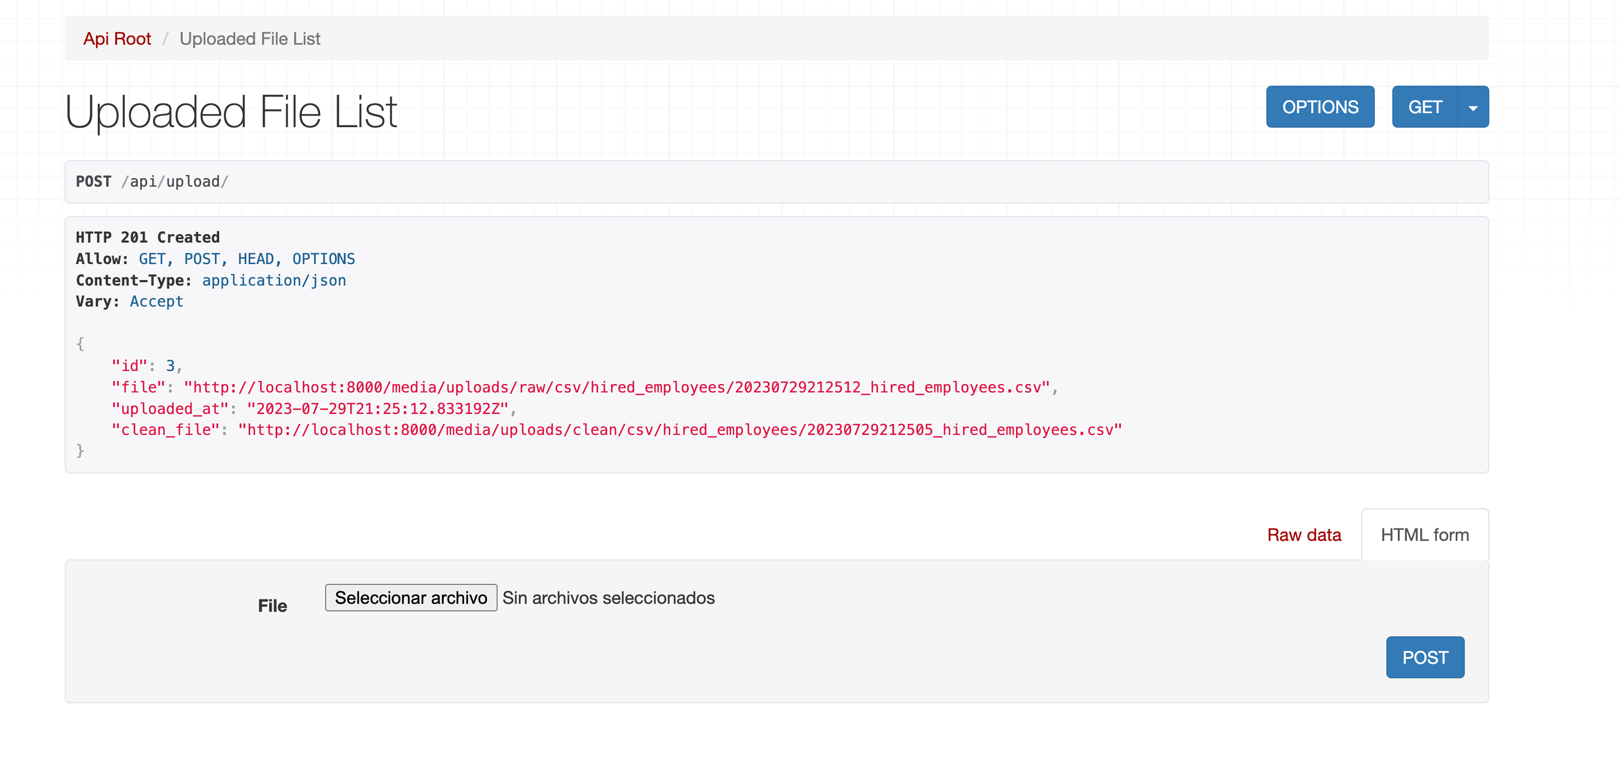 Api Root / Uploaded File List
Uploaded File List
OPTIONS
GET
POST /api/upload/
HTTP 201 Created
Allow: GET, POST, HEAD, OPTIONS
Content-Type: application/json
Vary: Accept
{
"id": 3,
"file": "http://localhost:8000/media/uploads/raw/csv/hired_employees/20230729212512_hired_employees.csv",
"uploaded_at": "2023-07-29T21:25:12.833192Z",
"clean_file": "http://localhost:8000/media/uploads/clean/csv/hired_employees/20230729212505_hired_employees.csv"
}
Raw data
HTML form
File
Seleccionar archivo Sin archivos seleccionados
POST